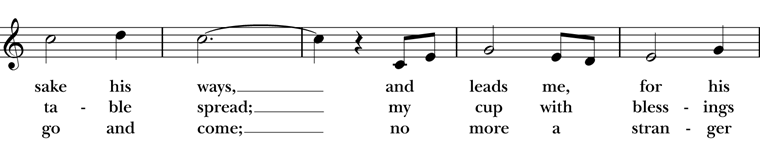 sake his ways, and leads me, for his
ta - ble spread; my cup with bless - ings
go and come; no more a stran - ger